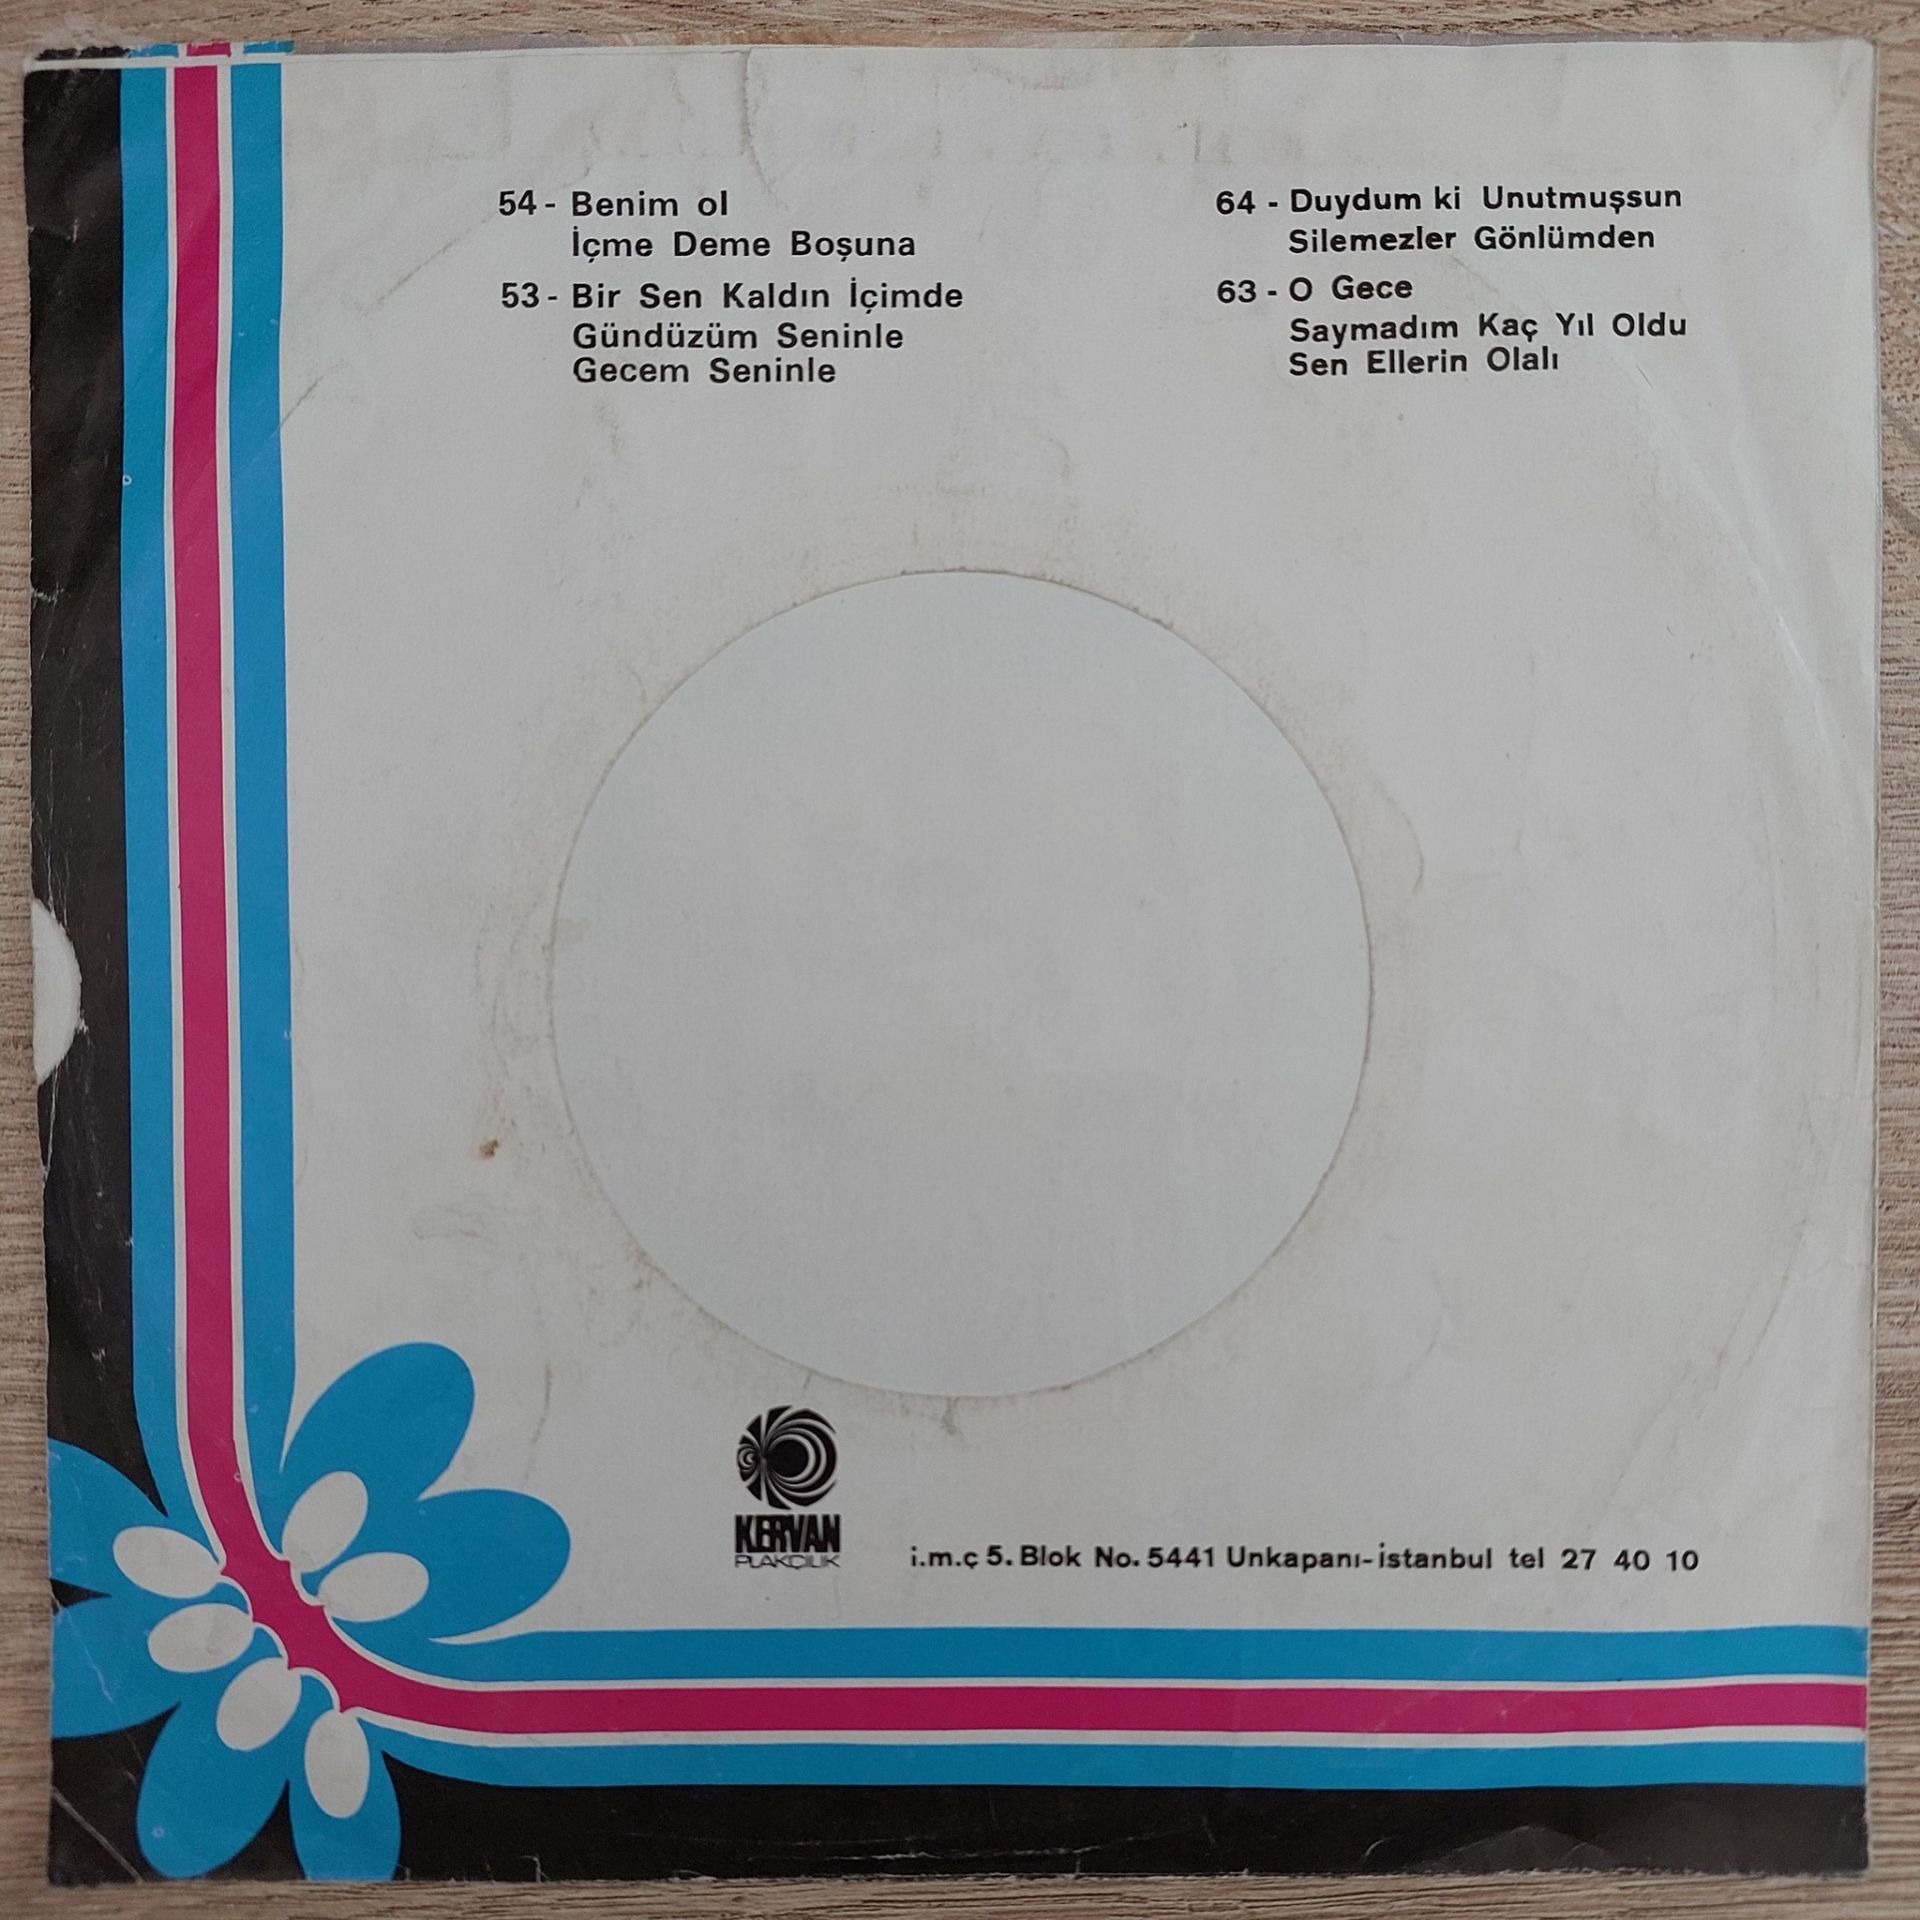 54 - Benim ol
İçme Deme Boşuna
53 - Bir Sen Kaldın İçimde
Gündüzüm Seninle
Gecem Seninle
64 - Duydum ki Unutmuşsun
Silemezler Gönlümden
63 - O Gece
Saymadım Kaç Yıl Oldu
Sen Ellerin Olalı
KERVAN
PLAKÇILIK
i.m.ç 5. Blok No. 5441 Unkapanı-istanbul tel 27 40 10